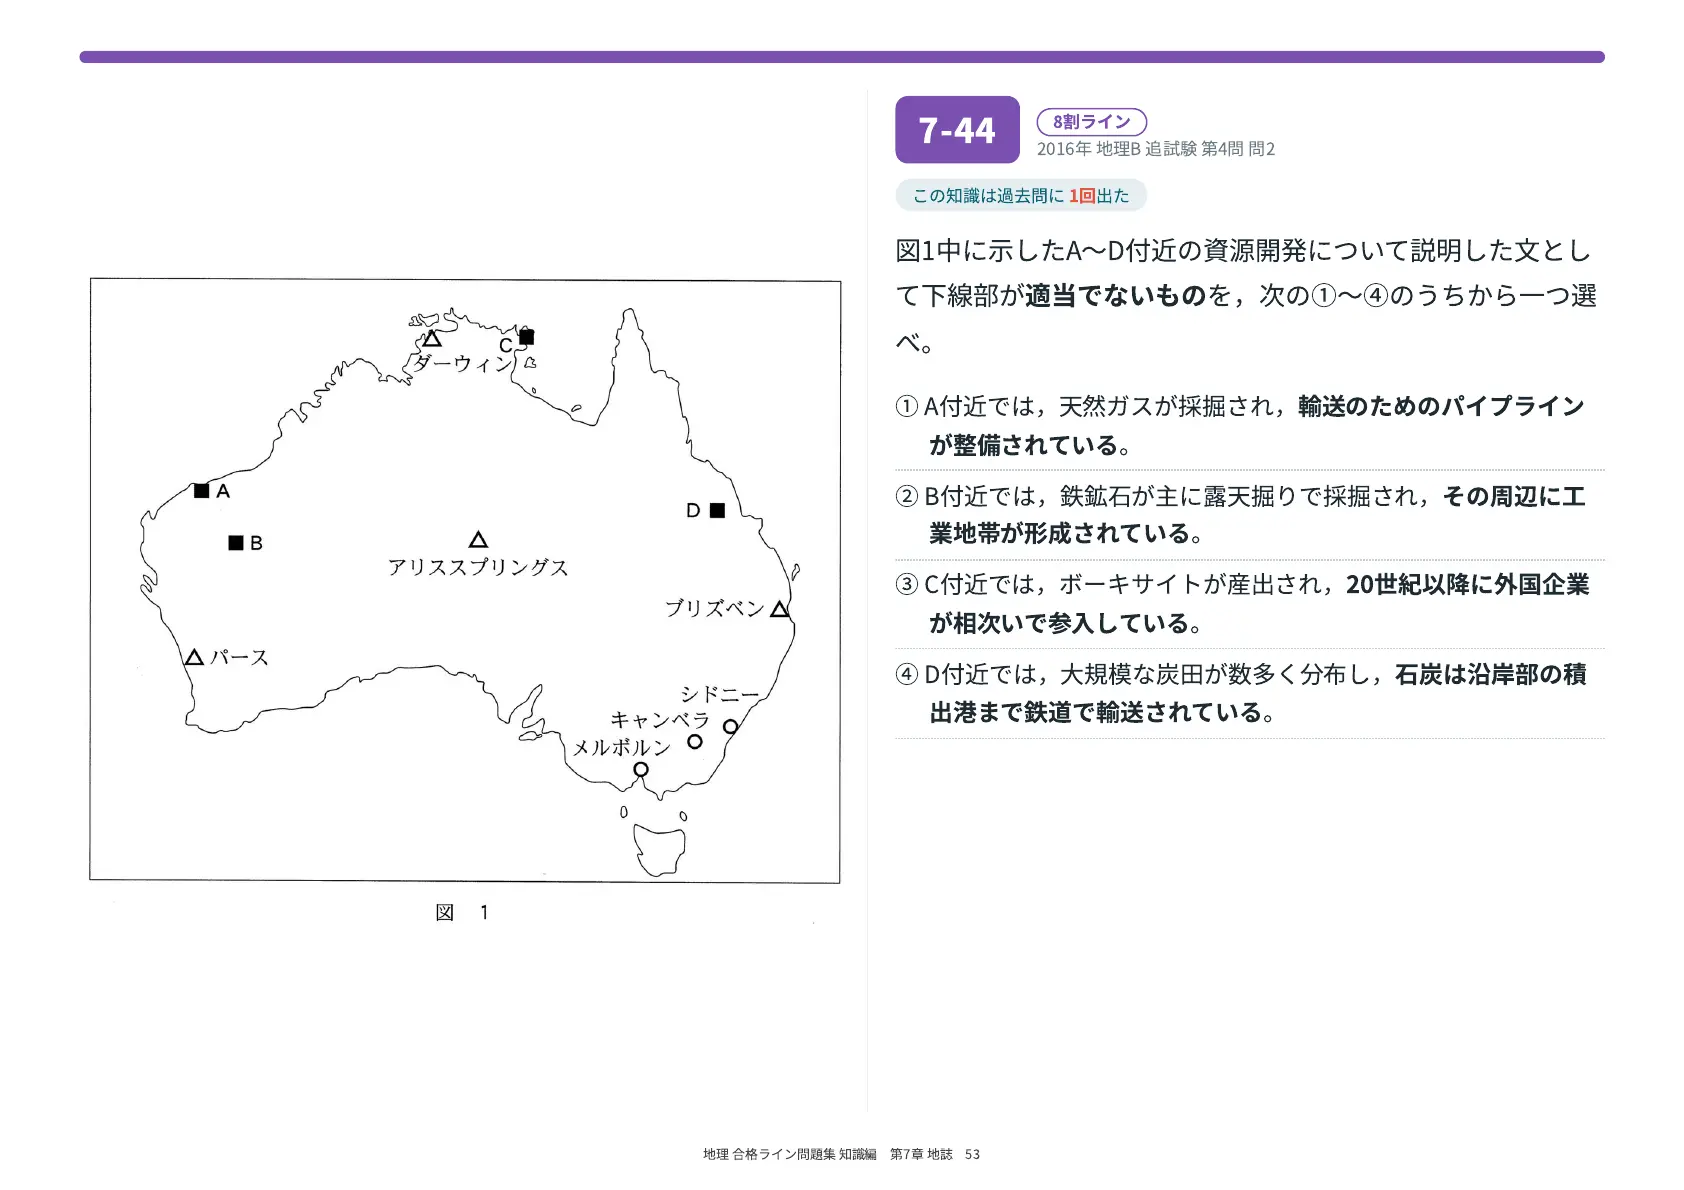 7-44
8割ライン
2016年 地理B 追試験 第4問 問2
この知識は過去問に 1回出た
図1中に示したA～D付近の資源開発について説明した文とし
て下線部が適当でないものを，次の①～④のうちから一つ選
べ。
① A付近では，天然ガスが採掘され，輸送のためのパイプライン
が整備されている。
② B付近では，鉄鉱石が主に露天掘りで採掘され，その周辺に工
業地帯が形成されている。
③ C付近では，ボーキサイトが産出され，20世紀以降に外国企業
が相次いで参入している。
④ D付近では，大規模な炭田が数多く分布し，石炭は沿岸部の積
出港まで鉄道で輸送されている。
C
ダーウィン
A
D
B
アリススプリングス
ブリズベン
パース
シドニー
キャンベラ
メルボルン
図 1
地理 合格ライン問題集 知識編 第7章 地誌 53